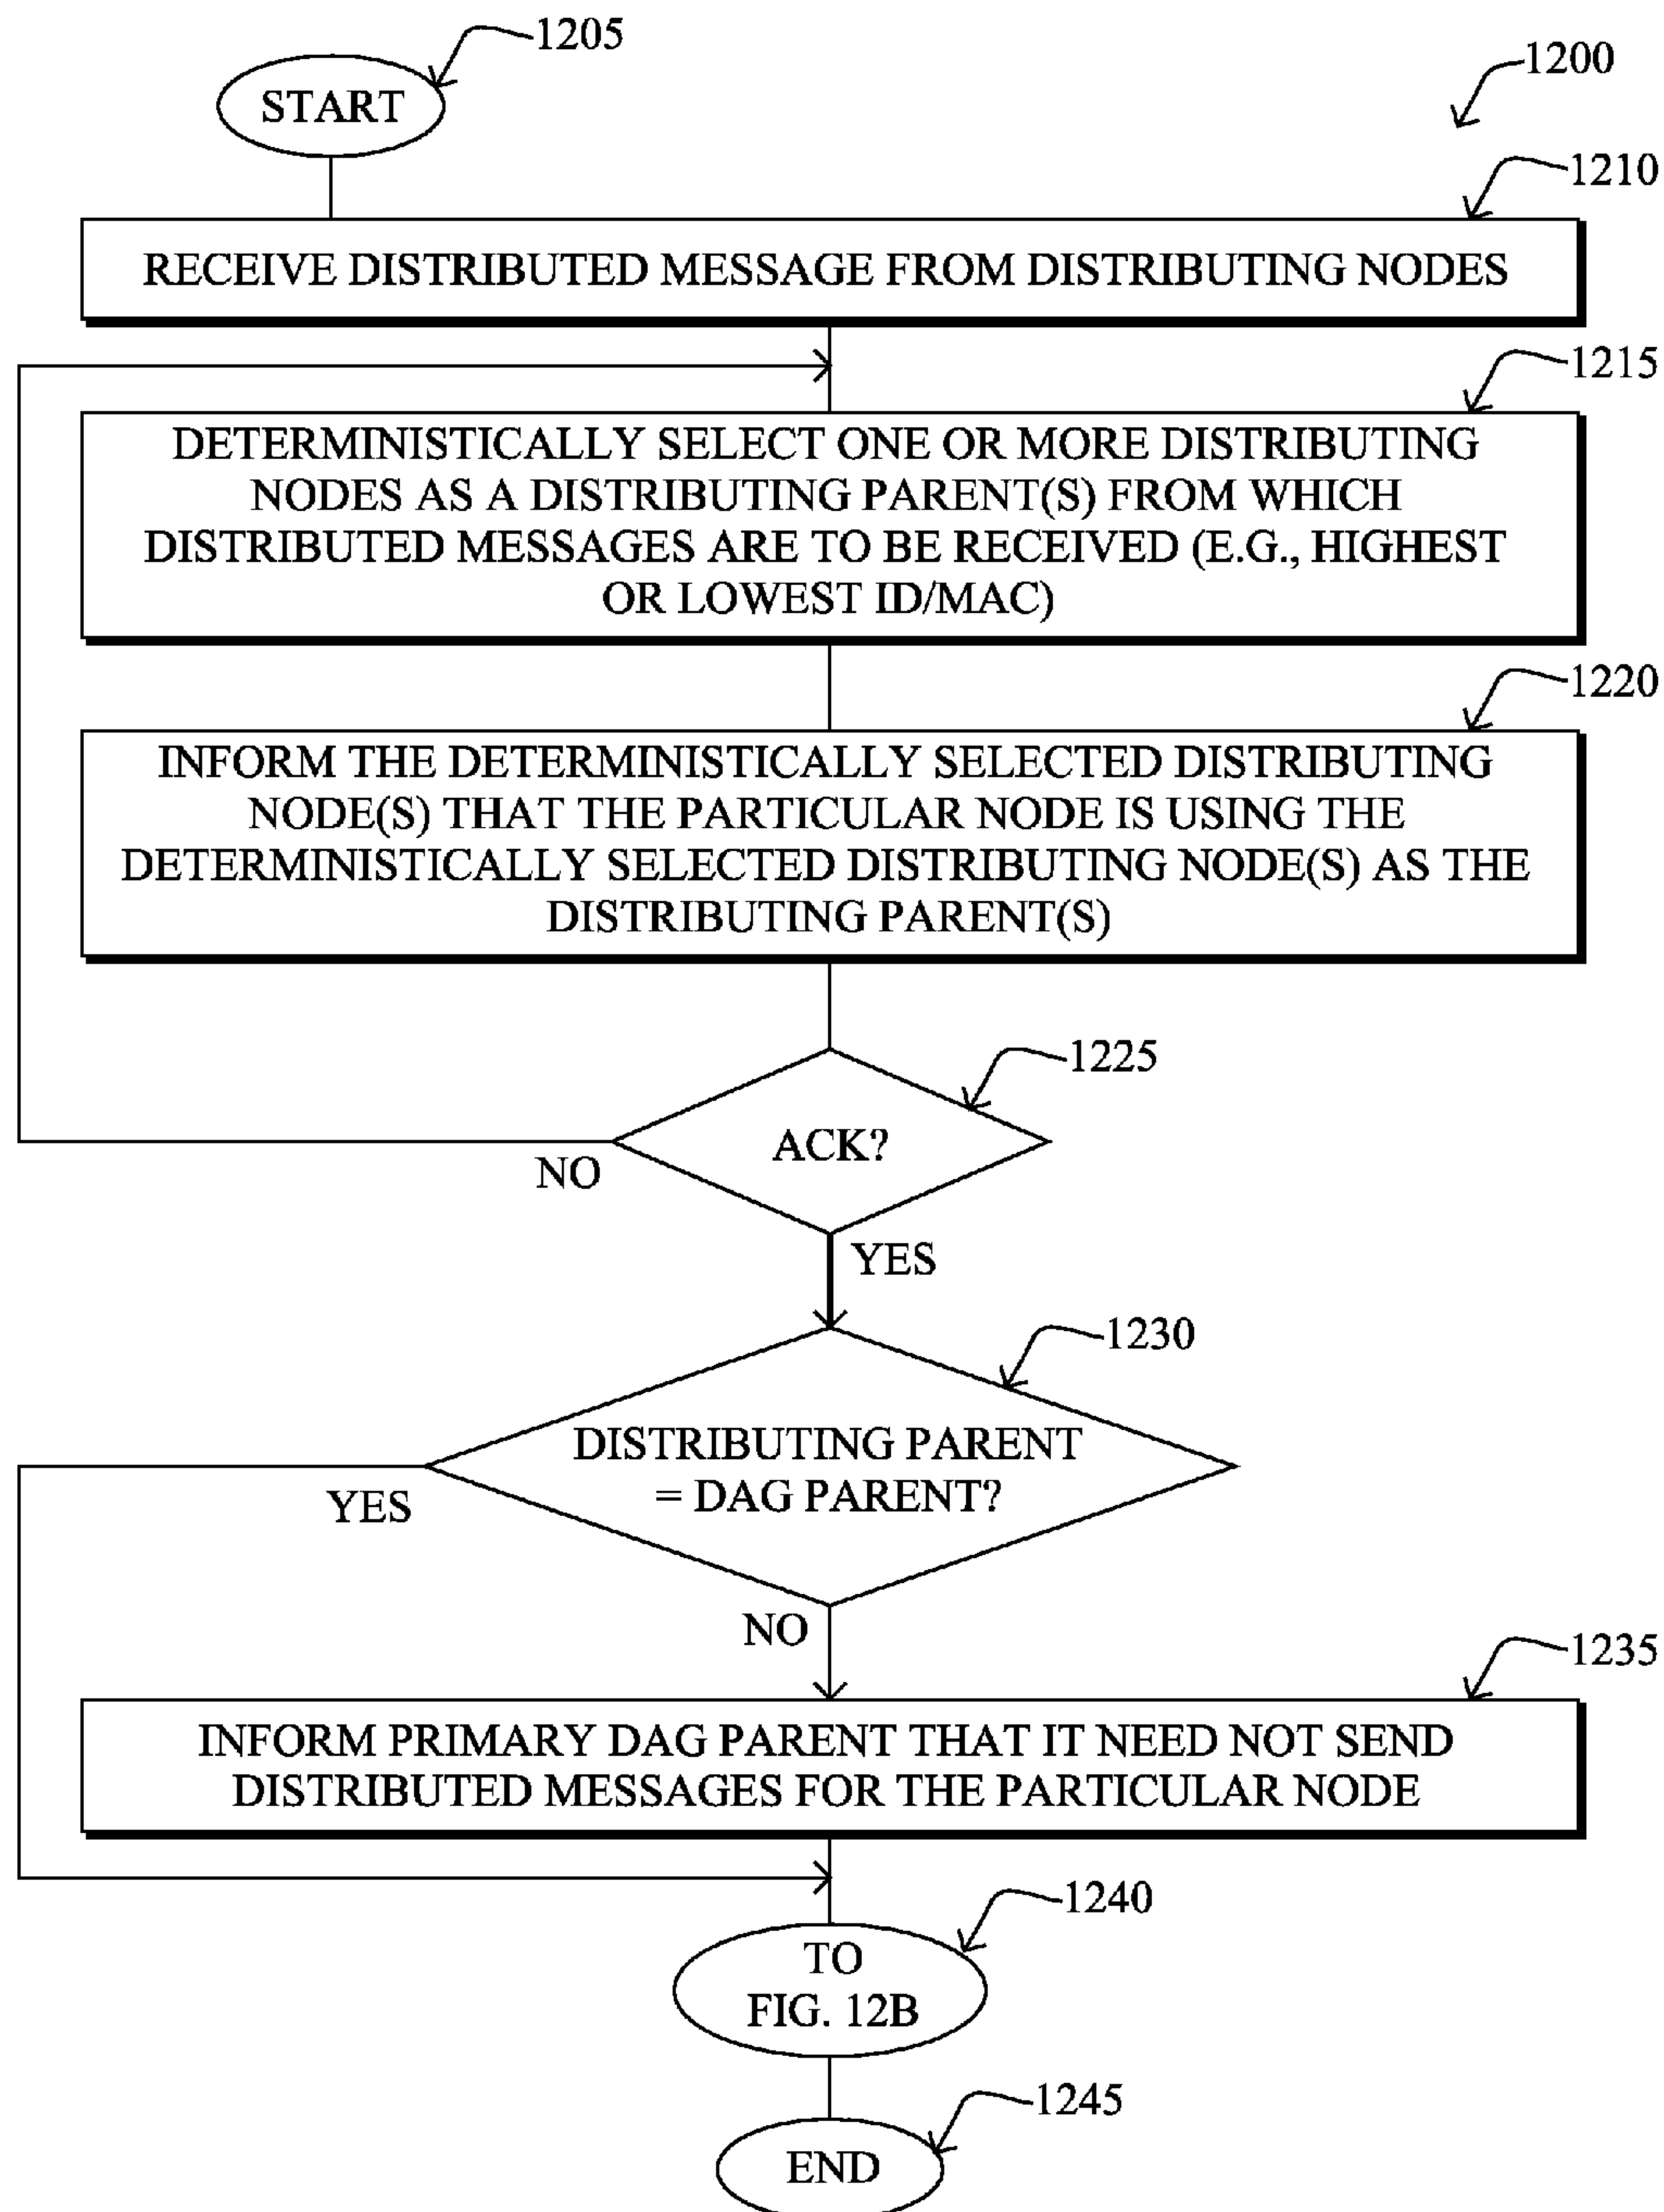 1205
START
1200
1210
RECEIVE DISTRIBUTED MESSAGE FROM DISTRIBUTING NODES
1215
DETERMINISTICALLY SELECT ONE OR MORE DISTRIBUTING
NODES AS A DISTRIBUTING PARENT(S) FROM WHICH
DISTRIBUTED MESSAGES ARE TO BE RECEIVED (E.G., HIGHEST
OR LOWEST ID/MAC)
1220
INFORM THE DETERMINISTICALLY SELECTED DISTRIBUTING
NODE(S) THAT THE PARTICULAR NODE IS USING THE
DETERMINISTICALLY SELECTED DISTRIBUTING NODE(S) AS THE
DISTRIBUTING PARENT(S)
1225
ACK?
NO
YES
1230
DISTRIBUTING PARENT
= DAG PARENT?
YES
NO
1235
INFORM PRIMARY DAG PARENT THAT IT NEED NOT SEND
DISTRIBUTED MESSAGES FOR THE PARTICULAR NODE
1240
TO
FIG. 12B
1245
END